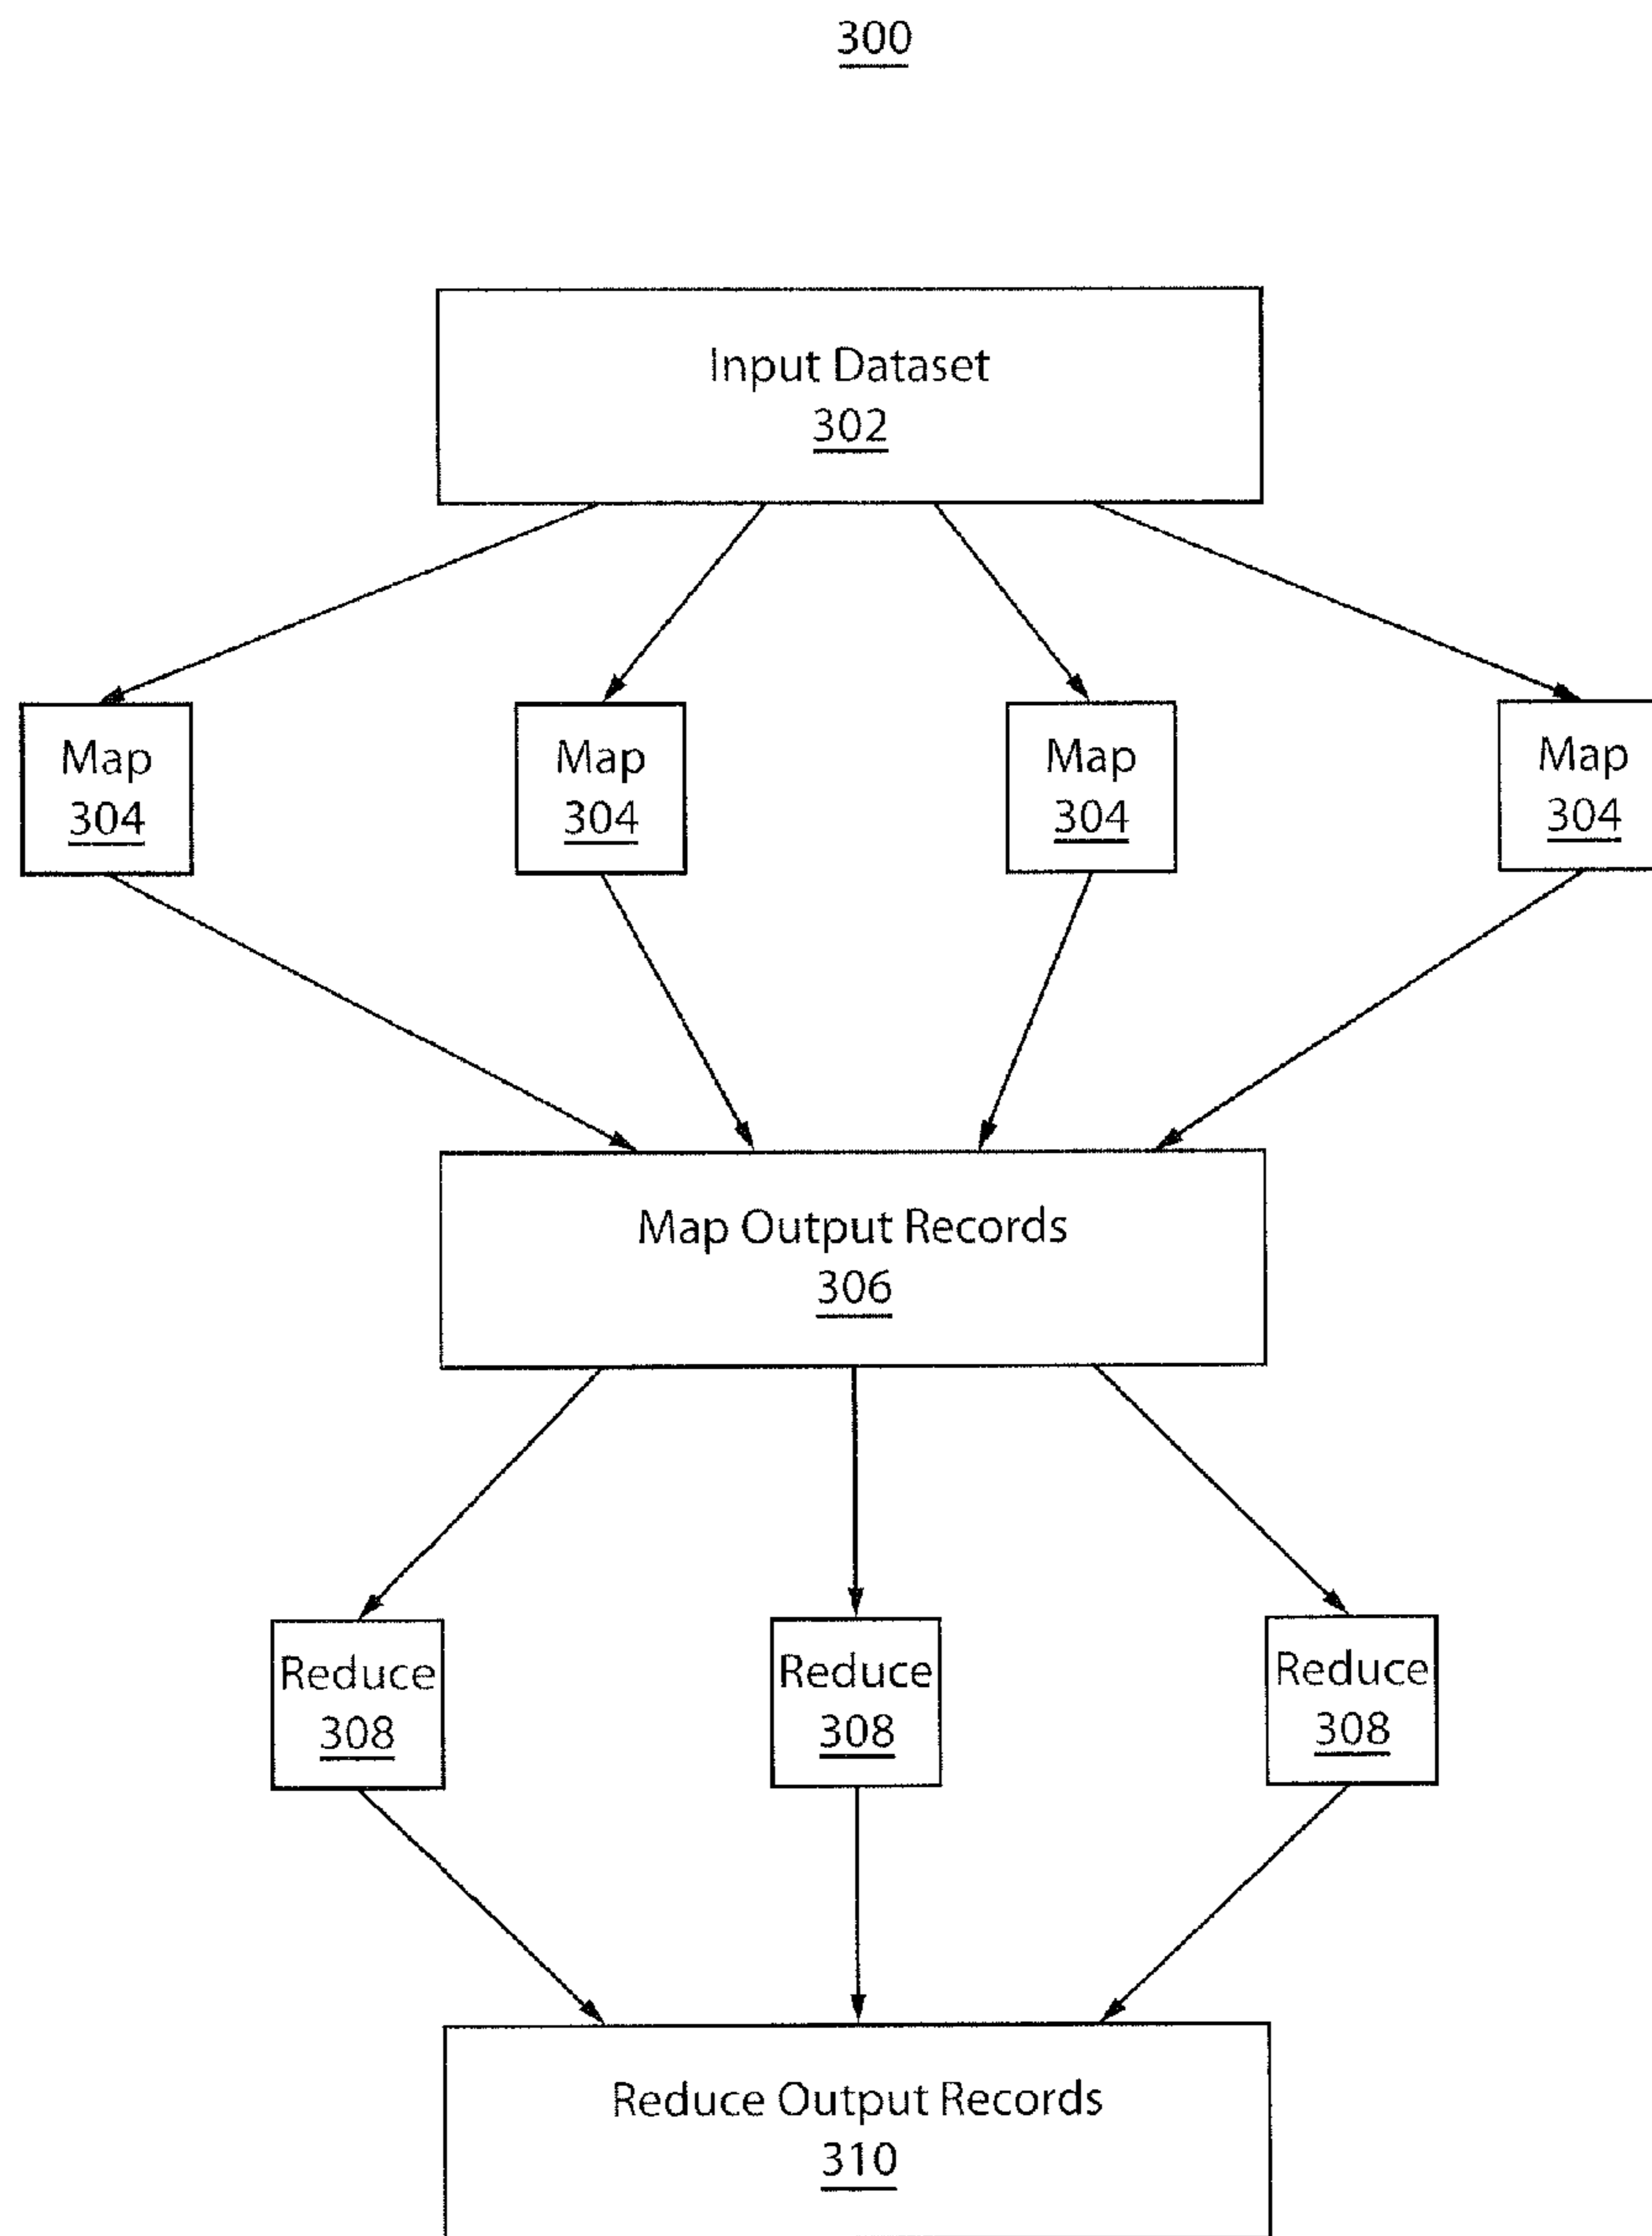 300
Input Dataset
302
Map
304
Map
304
Map
304
Map
304
Map Output Records
306
Reduce
308
Reduce
308
Reduce
308
Reduce Output Records
310